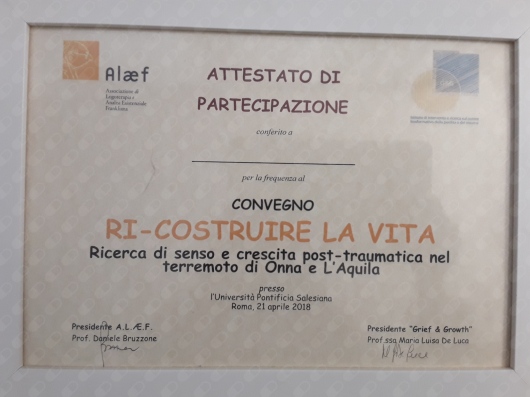 Alæf
Associazione di
Logoterapia e
Analisi Esistenziale
Frankliana
ATTESTATO DI
PARTECIPAZIONE
conferito a
per la frequenza al
CONVEGNO
RI-COSTRUIRE LA VITA
Ricerca di senso e crescita post-traumatica nel
terremoto di Onna e L'Aquila
presso
l'Università Pontificia Salesiana
Roma, 21 aprile 2018
Presidente A.L.Æ.F.
Prof. Daniele Bruzzone
Presidente "Grief & Growth"
Prof.ssa Maria Luisa De Luca